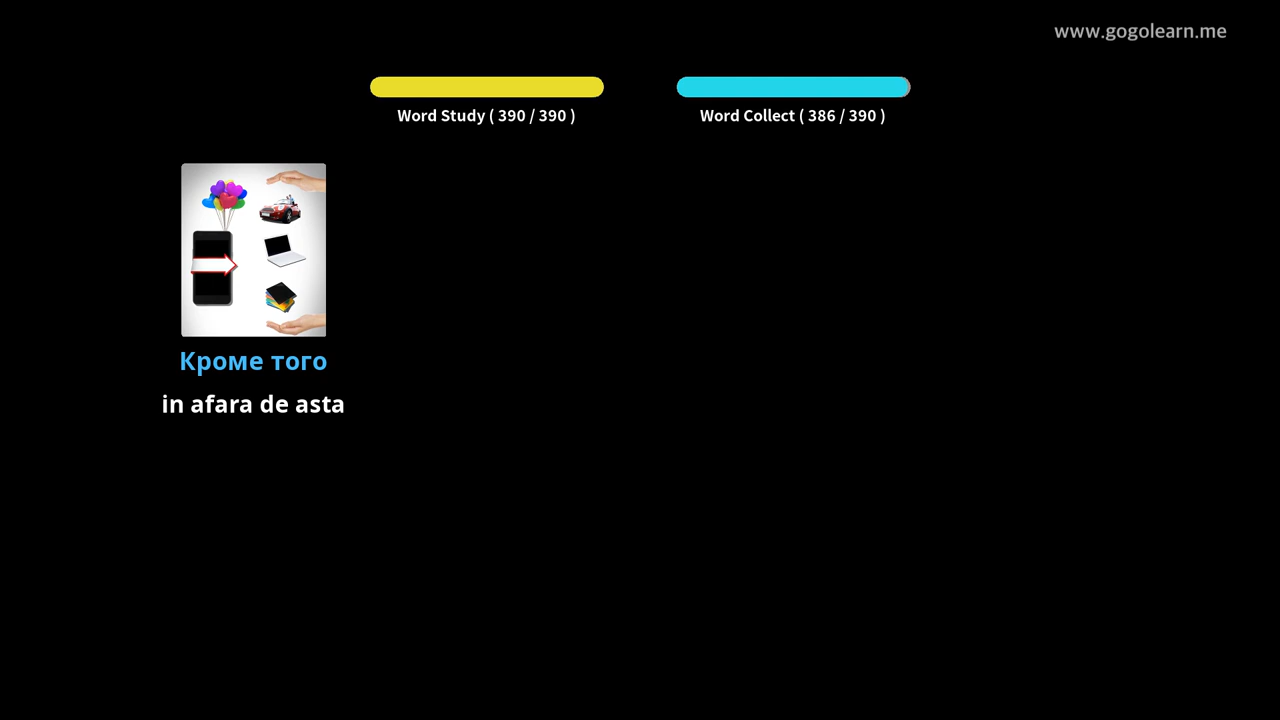 www.gogolearn.me
Word Study ( 390 / 390 )
Word Collect ( 386 / 390 )
Кроме того
in afara de asta